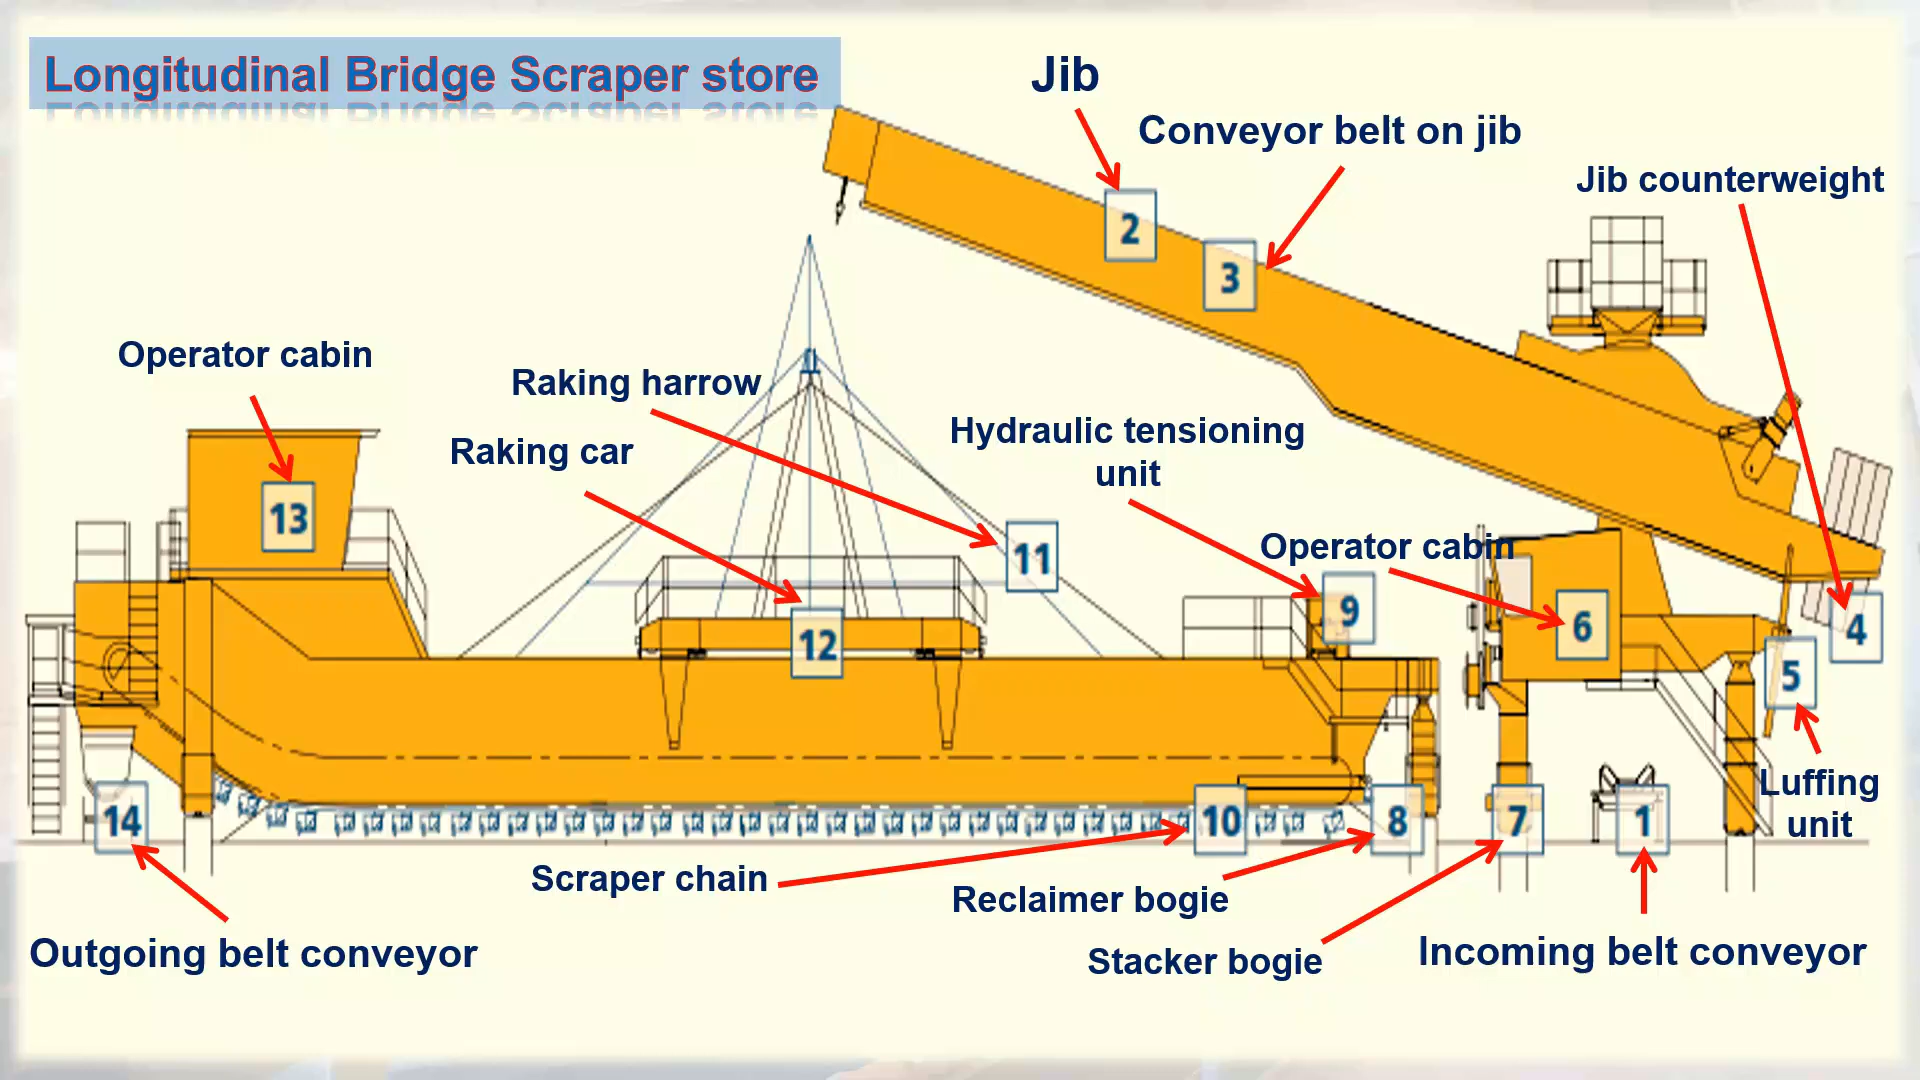 Longitudinal Bridge Scraper store
Jib
Conveyor belt on jib
Jib counterweight
2
3
Operator cabin
Raking harrow
Raking car
Hydraulic tensioning
unit
Operator cabin
13
11
9
6
4
12
5
Luffing
unit
14
10
8
7
1
Scraper chain
Reclaimer bogie
Stacker bogie
Outgoing belt conveyor
Incoming belt conveyor